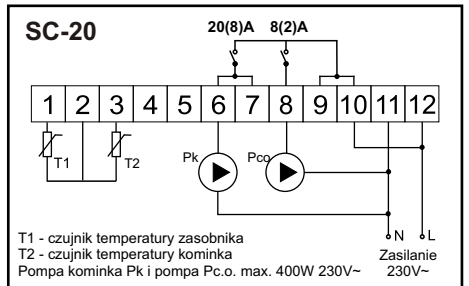 SC-20
20(8)A 8(2)A
1 2 3 4 5 6 7 8 9 10 11 12
T1 T2 Pk Pco
N L
T1 - czujnik temperatury zasobnika
T2 - czujnik temperatury kominka
Pompa kominka Pk i pompa Pc.o. max. 400W 230V~
Zasilanie
230V~